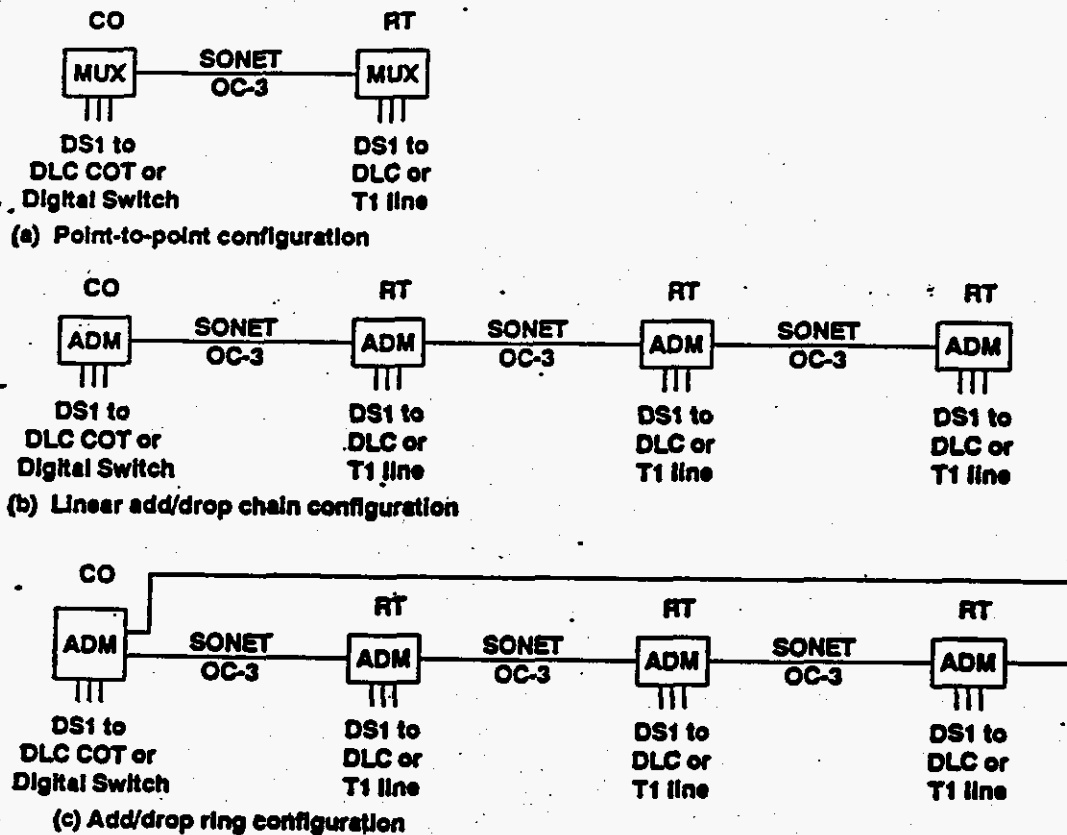 CO RT
MUX SONET OC-3 MUX
DS1 to DS1 to
DLC COT or DLC or
Digital Switch T1 line
(a) Point-to-point configuration
CO RT RT RT
ADM SONET OC-3 ADM SONET OC-3 ADM SONET OC-3 ADM
DS1 to DS1 to DS1 to DS1 to
DLC COT or DLC or DLC or DLC or
Digital Switch T1 line T1 line T1 line
(b) Linear add/drop chain configuration
CO
RT RT RT
ADM SONET OC-3 ADM SONET OC-3 ADM SONET OC-3 ADM
DS1 to DS1 to DS1 to DS1 to
DLC COT or DLC or DLC or DLC or
Digital Switch T1 line T1 line T1 line
(c) Add/drop ring configuration